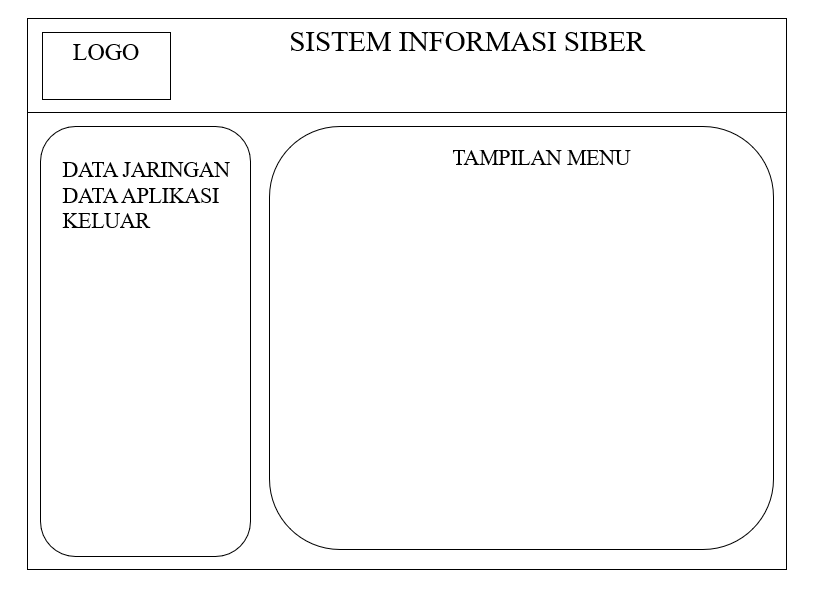 LOGO
SISTEM INFORMASI SIBER
DATA JARINGAN
DATA APLIKASI
KELUAR
TAMPILAN MENU